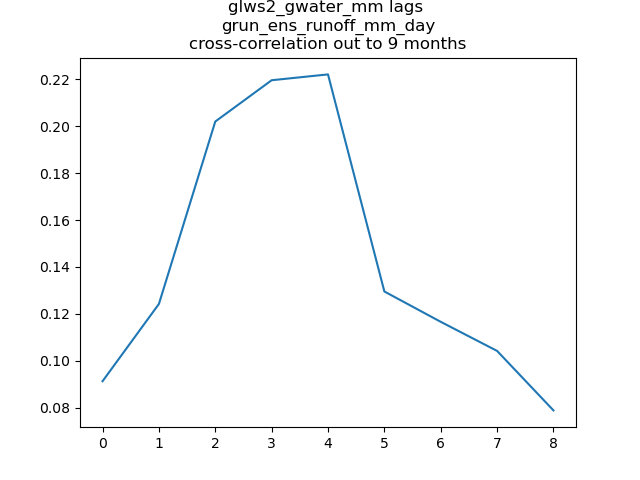 glws2_gwater_mm lags
grun_ens_runoff_mm_day
cross-correlation out to 9 months
0.22
0.20
0.18
0.16
0.14
0.12
0.10
0.08
0 1 2 3 4 5 6 7 8